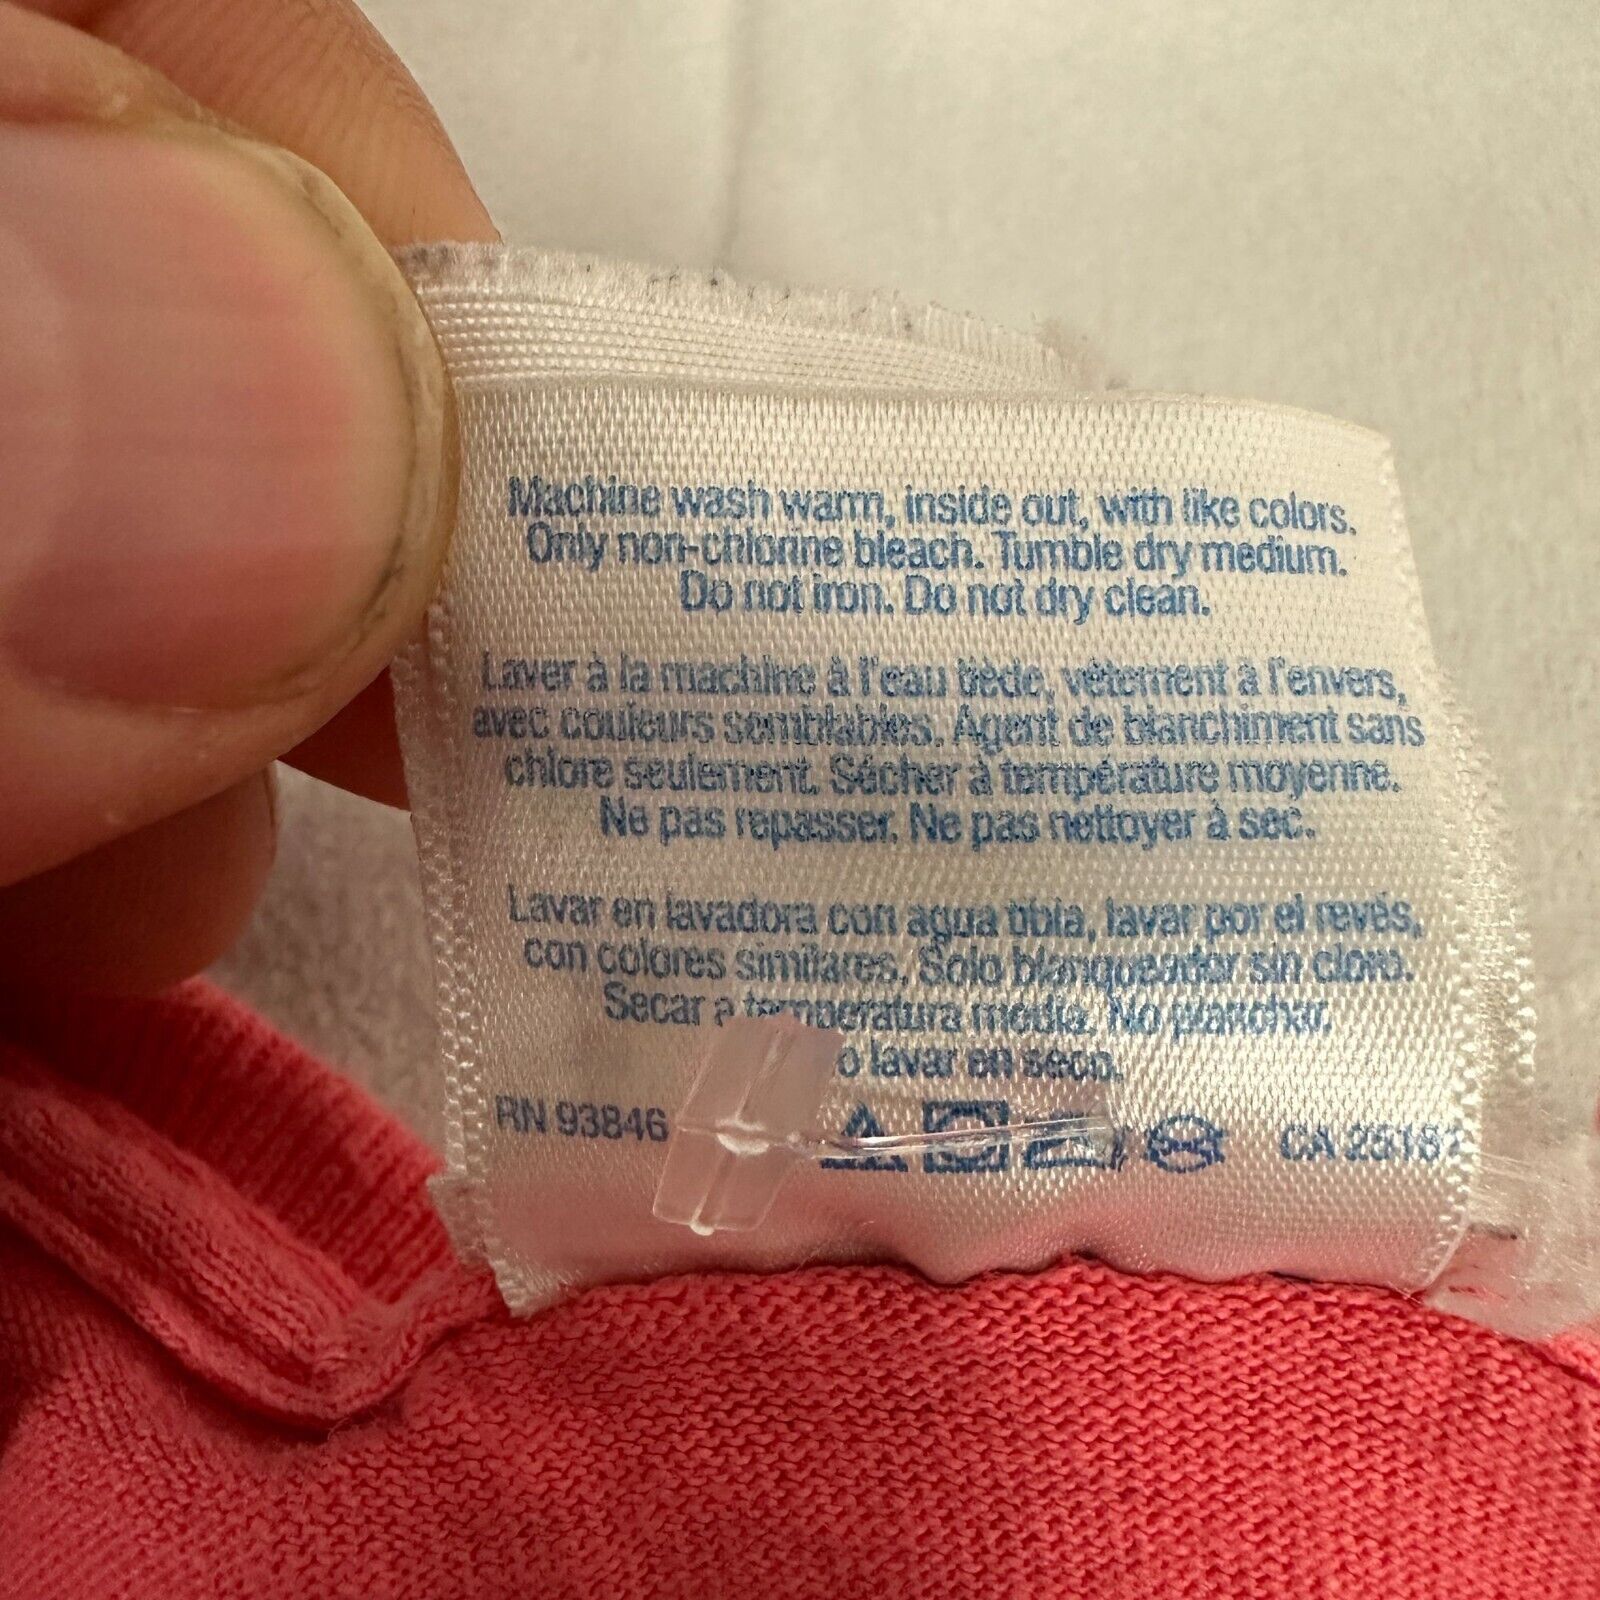 Machine wash warm, inside out, with like colors.
Only non-chlorine bleach. Tumble dry medium.
Do not iron. Do not dry clean.
Laver à la machine à l'eau tiède, vêtement à l'envers,
avec couleurs semblables. Agent de blanchiment sans
chlore seulement. Sécher à température moyenne.
Ne pas repasser. Ne pas nettoyer à sec.
Lavar en lavadora con agua tibia, lavar por el revés,
con colores similares. Solo blanqueador sin cloro.
Secar a temperatura media. No planchar.
lavar en seco.
RN 93846
CA